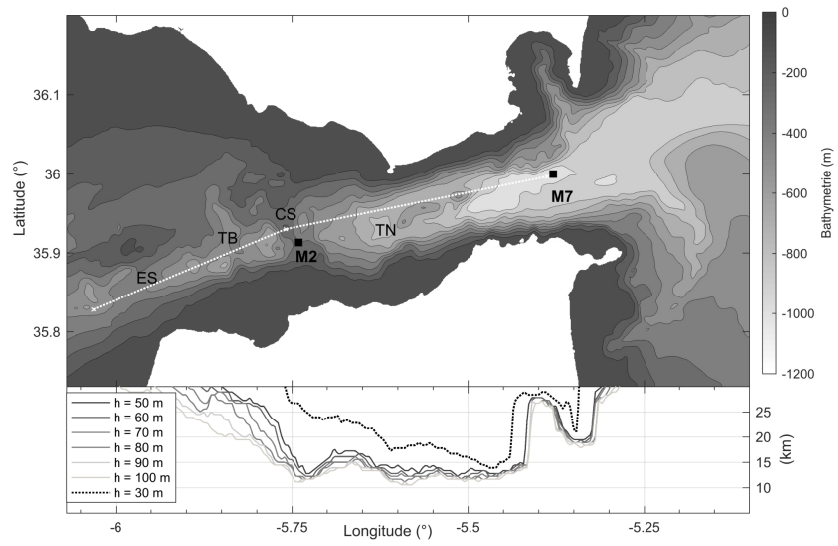 36.1
36
35.9
35.8
Latitude (°)
ES
TB
CS
M2
TN
M7
0
-200
-400
-600
-800
-1000
-1200
Bathymetrie (m)
h = 50 m
h = 60 m
h = 70 m
h = 80 m
h = 90 m
h = 100 m
h = 30 m
25
20
15
10
(km)
-6
-5.75
-5.5
-5.25
Longitude (°)